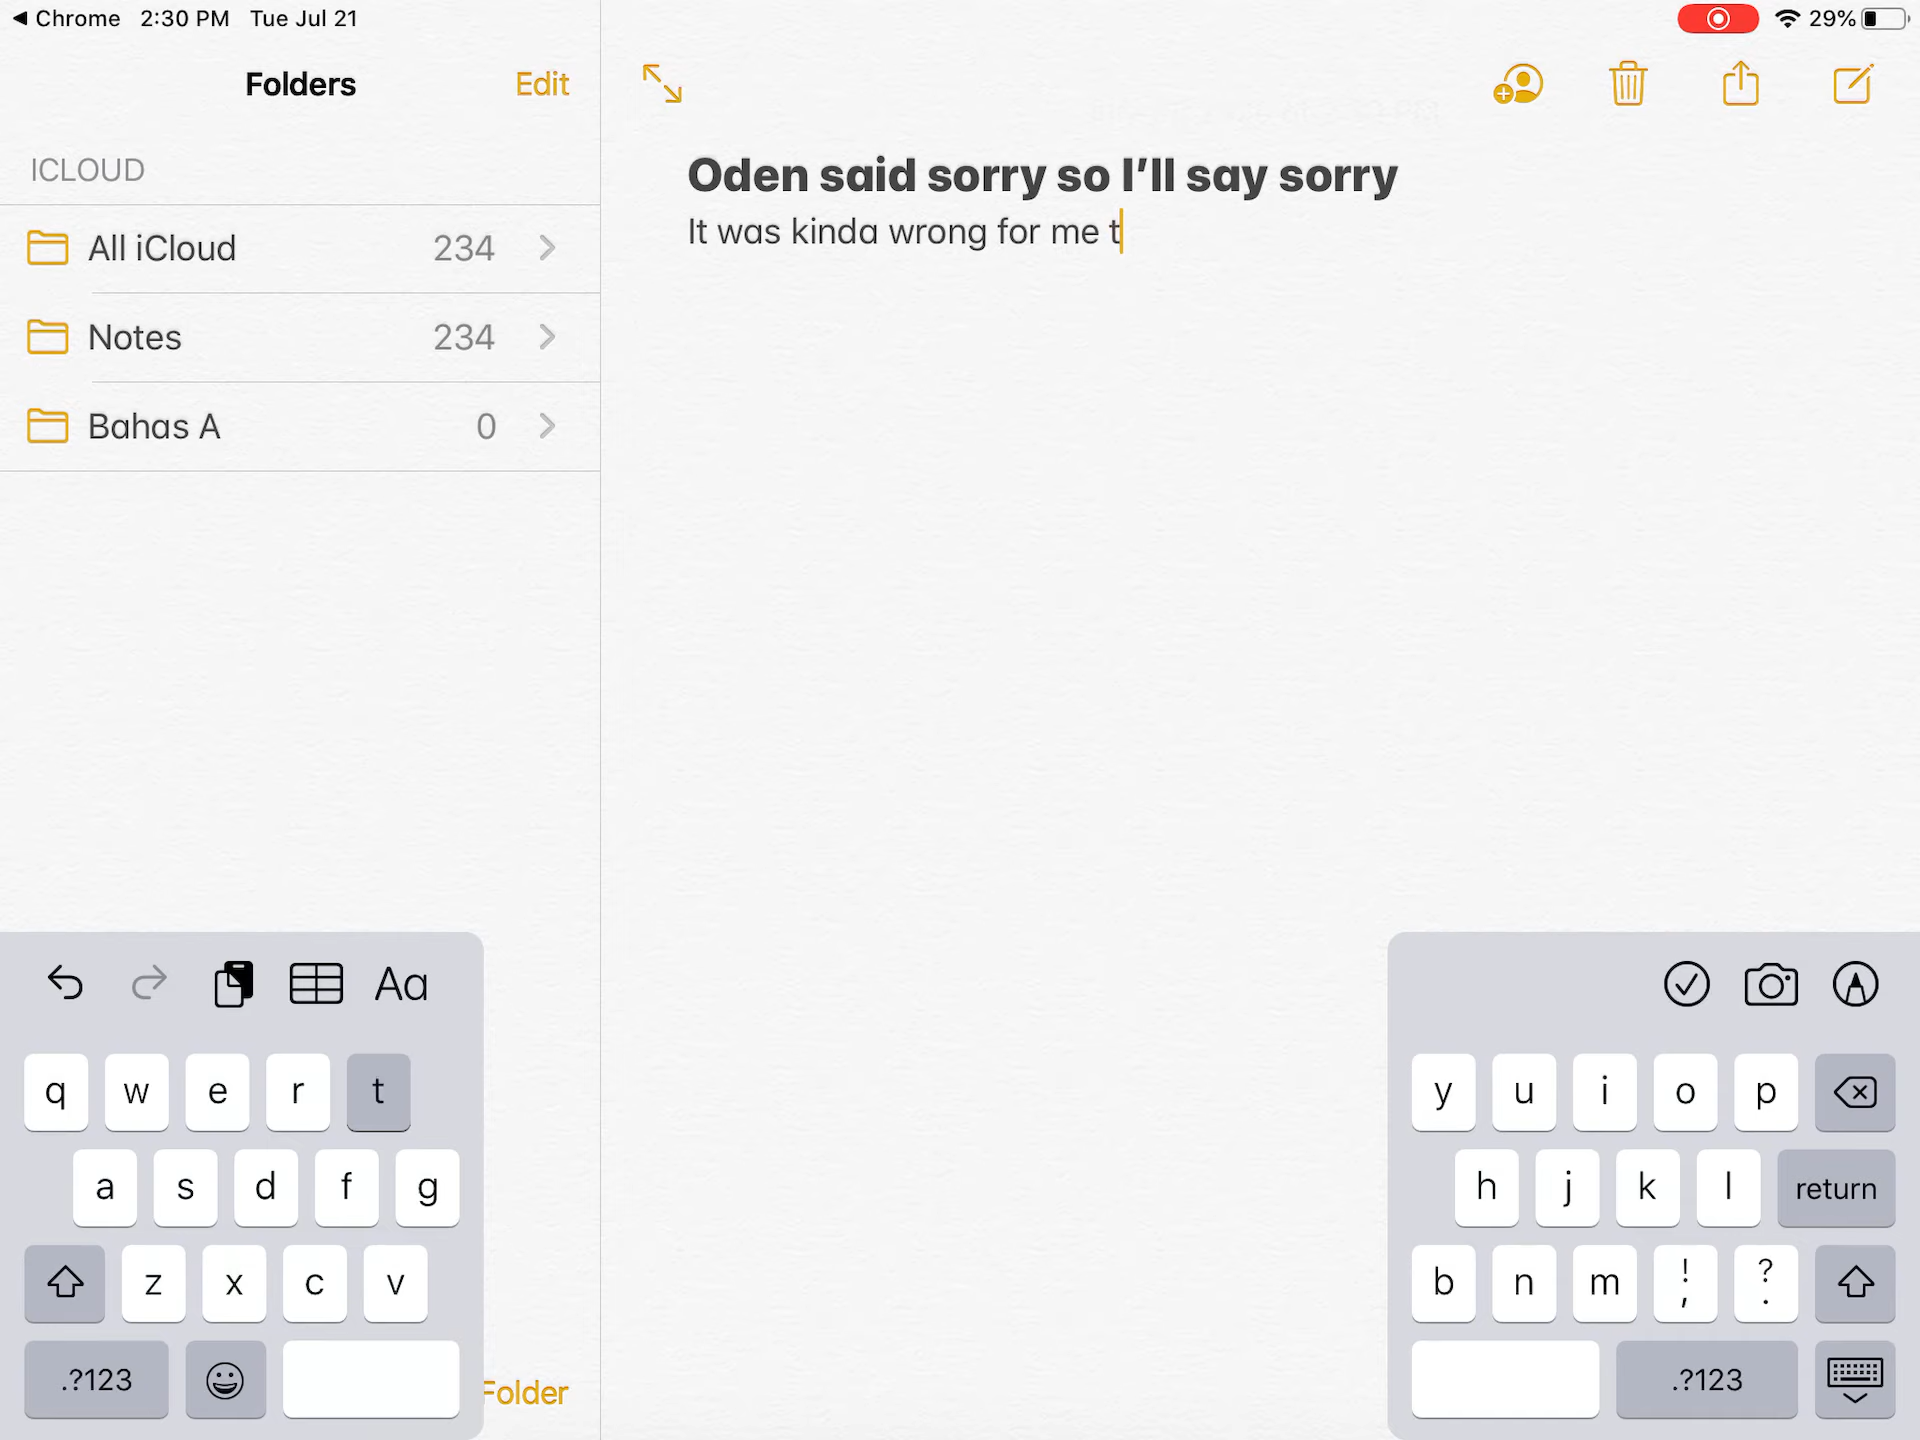 ◀ Chrome 2:30 PM Tue Jul 21 29%
Folders Edit
ICLOUD
All iCloud 234
Notes 234
Bahas A 0
Folder
Oden said sorry so I’ll say sorry
It was kinda wrong for me t
Aa
q w e r t
a s d f g
z x c v
.?123
y u i o p
h j k l return
b n m ! , ? .
.?123